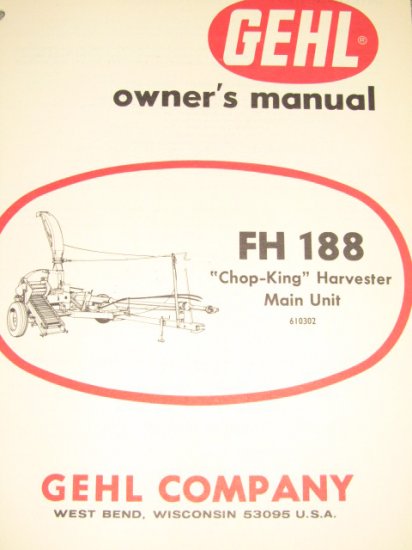 GEHL®
owner's manual
FH 188
"Chop-King" Harvester
Main Unit
610302
GEHL COMPANY
WEST BEND, WISCONSIN 53095 U.S.A.